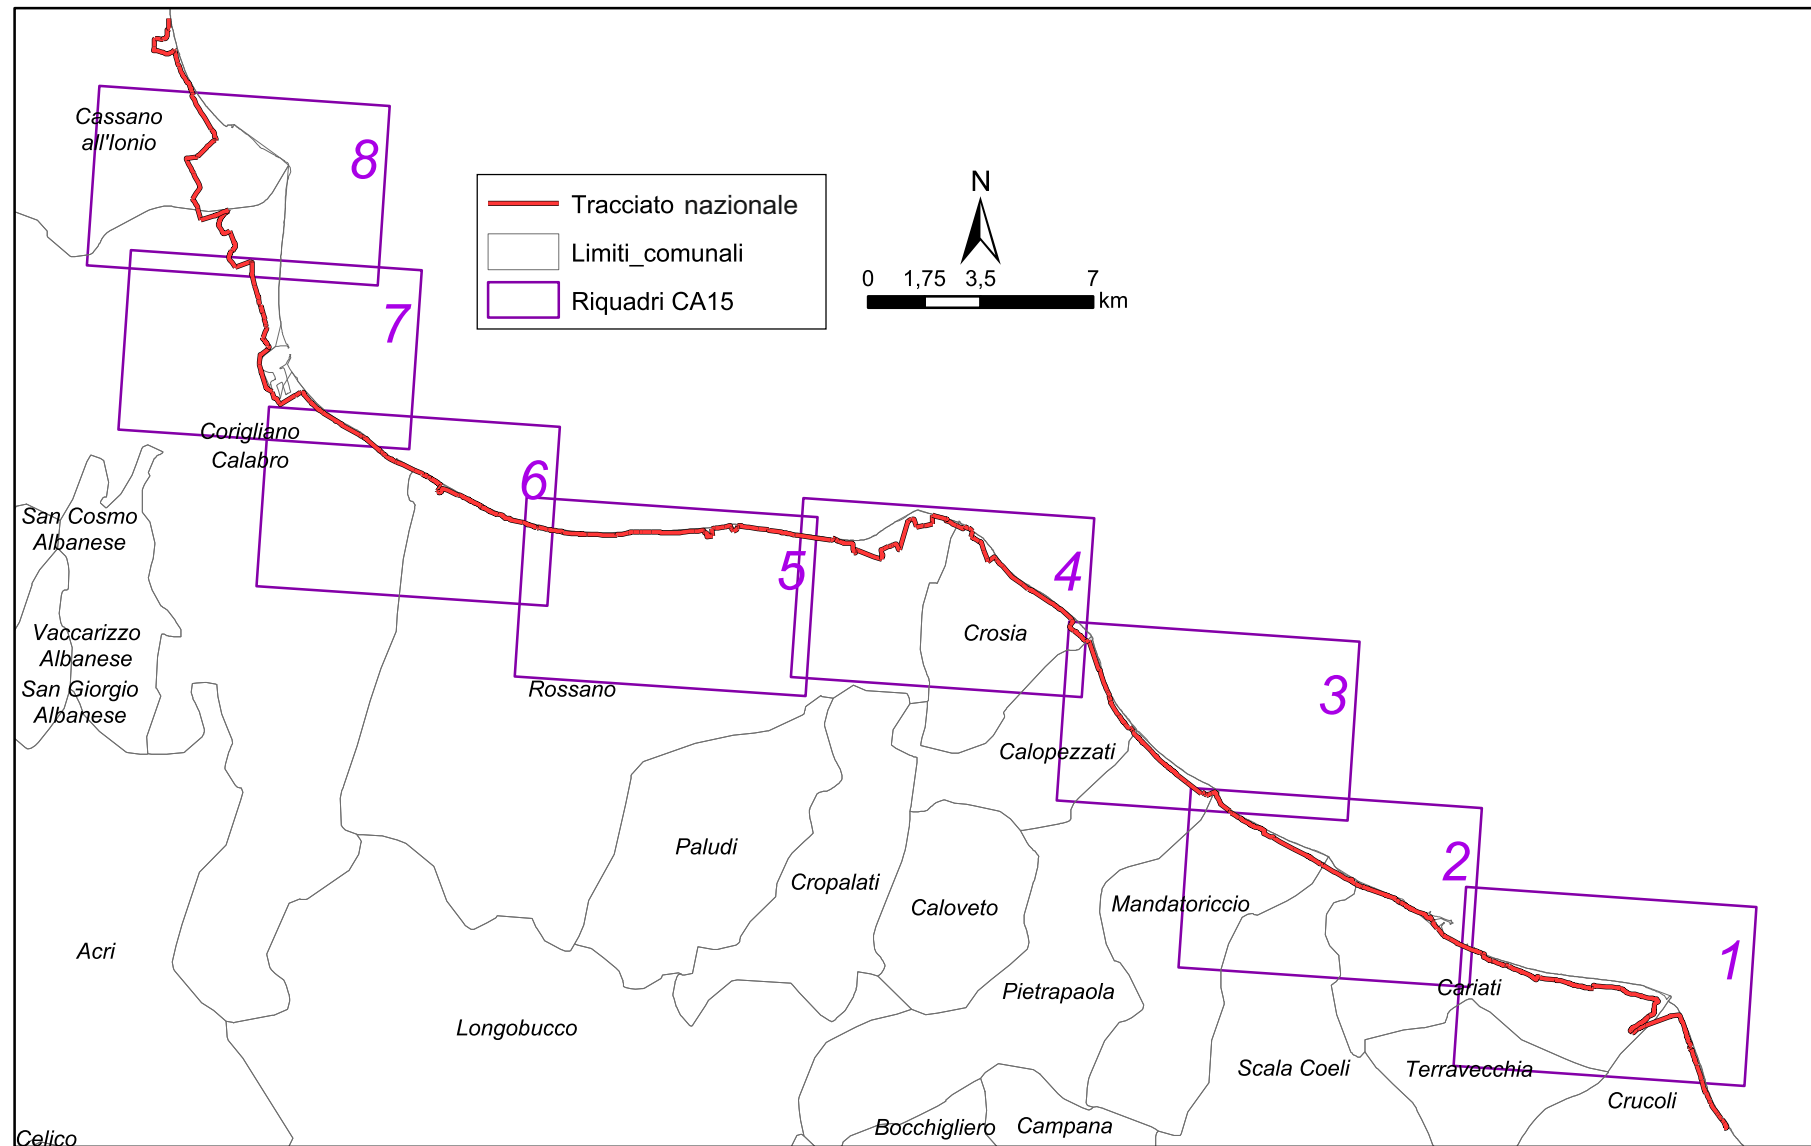 Cassano
all'Ionio
8
Tracciato nazionale
Limiti_comunali
Riquadri CA15
N
0 1,75 3,5 7
km
7
Corigliano
Calabro
6
San Cosmo
Albanese
5
4
Vaccarizzo
Albanese
Crosia
San Giorgio
Albanese
Rossano
3
Calopezzati
Paludi
Cropalati
2
Caloveto
Mandatoriccio
Acri
1
Pietrapaola
Cariati
Longobucco
Scala Coeli
Terravecchia
Crucoli
Bocchigliero
Campana
Celico